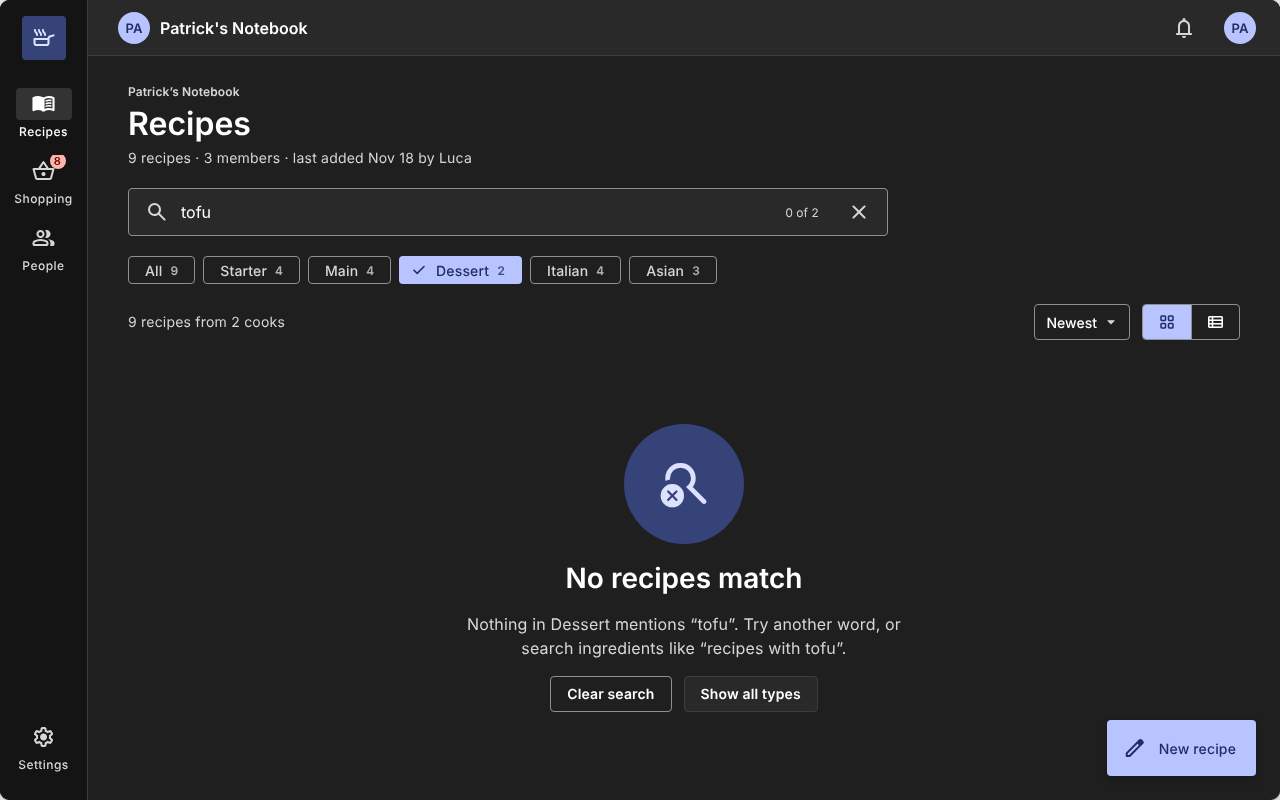 PA Patrick's Notebook PA
Recipes
8
Shopping
People
Settings
Patrick’s Notebook
Recipes
9 recipes · 3 members · last added Nov 18 by Luca
tofu 0 of 2
All 9 Starter 4 Main 4 Dessert 2 Italian 4 Asian 3
9 recipes from 2 cooks Newest
No recipes match
Nothing in Dessert mentions “tofu”. Try another word, or
search ingredients like “recipes with tofu”.
Clear search Show all types
New recipe